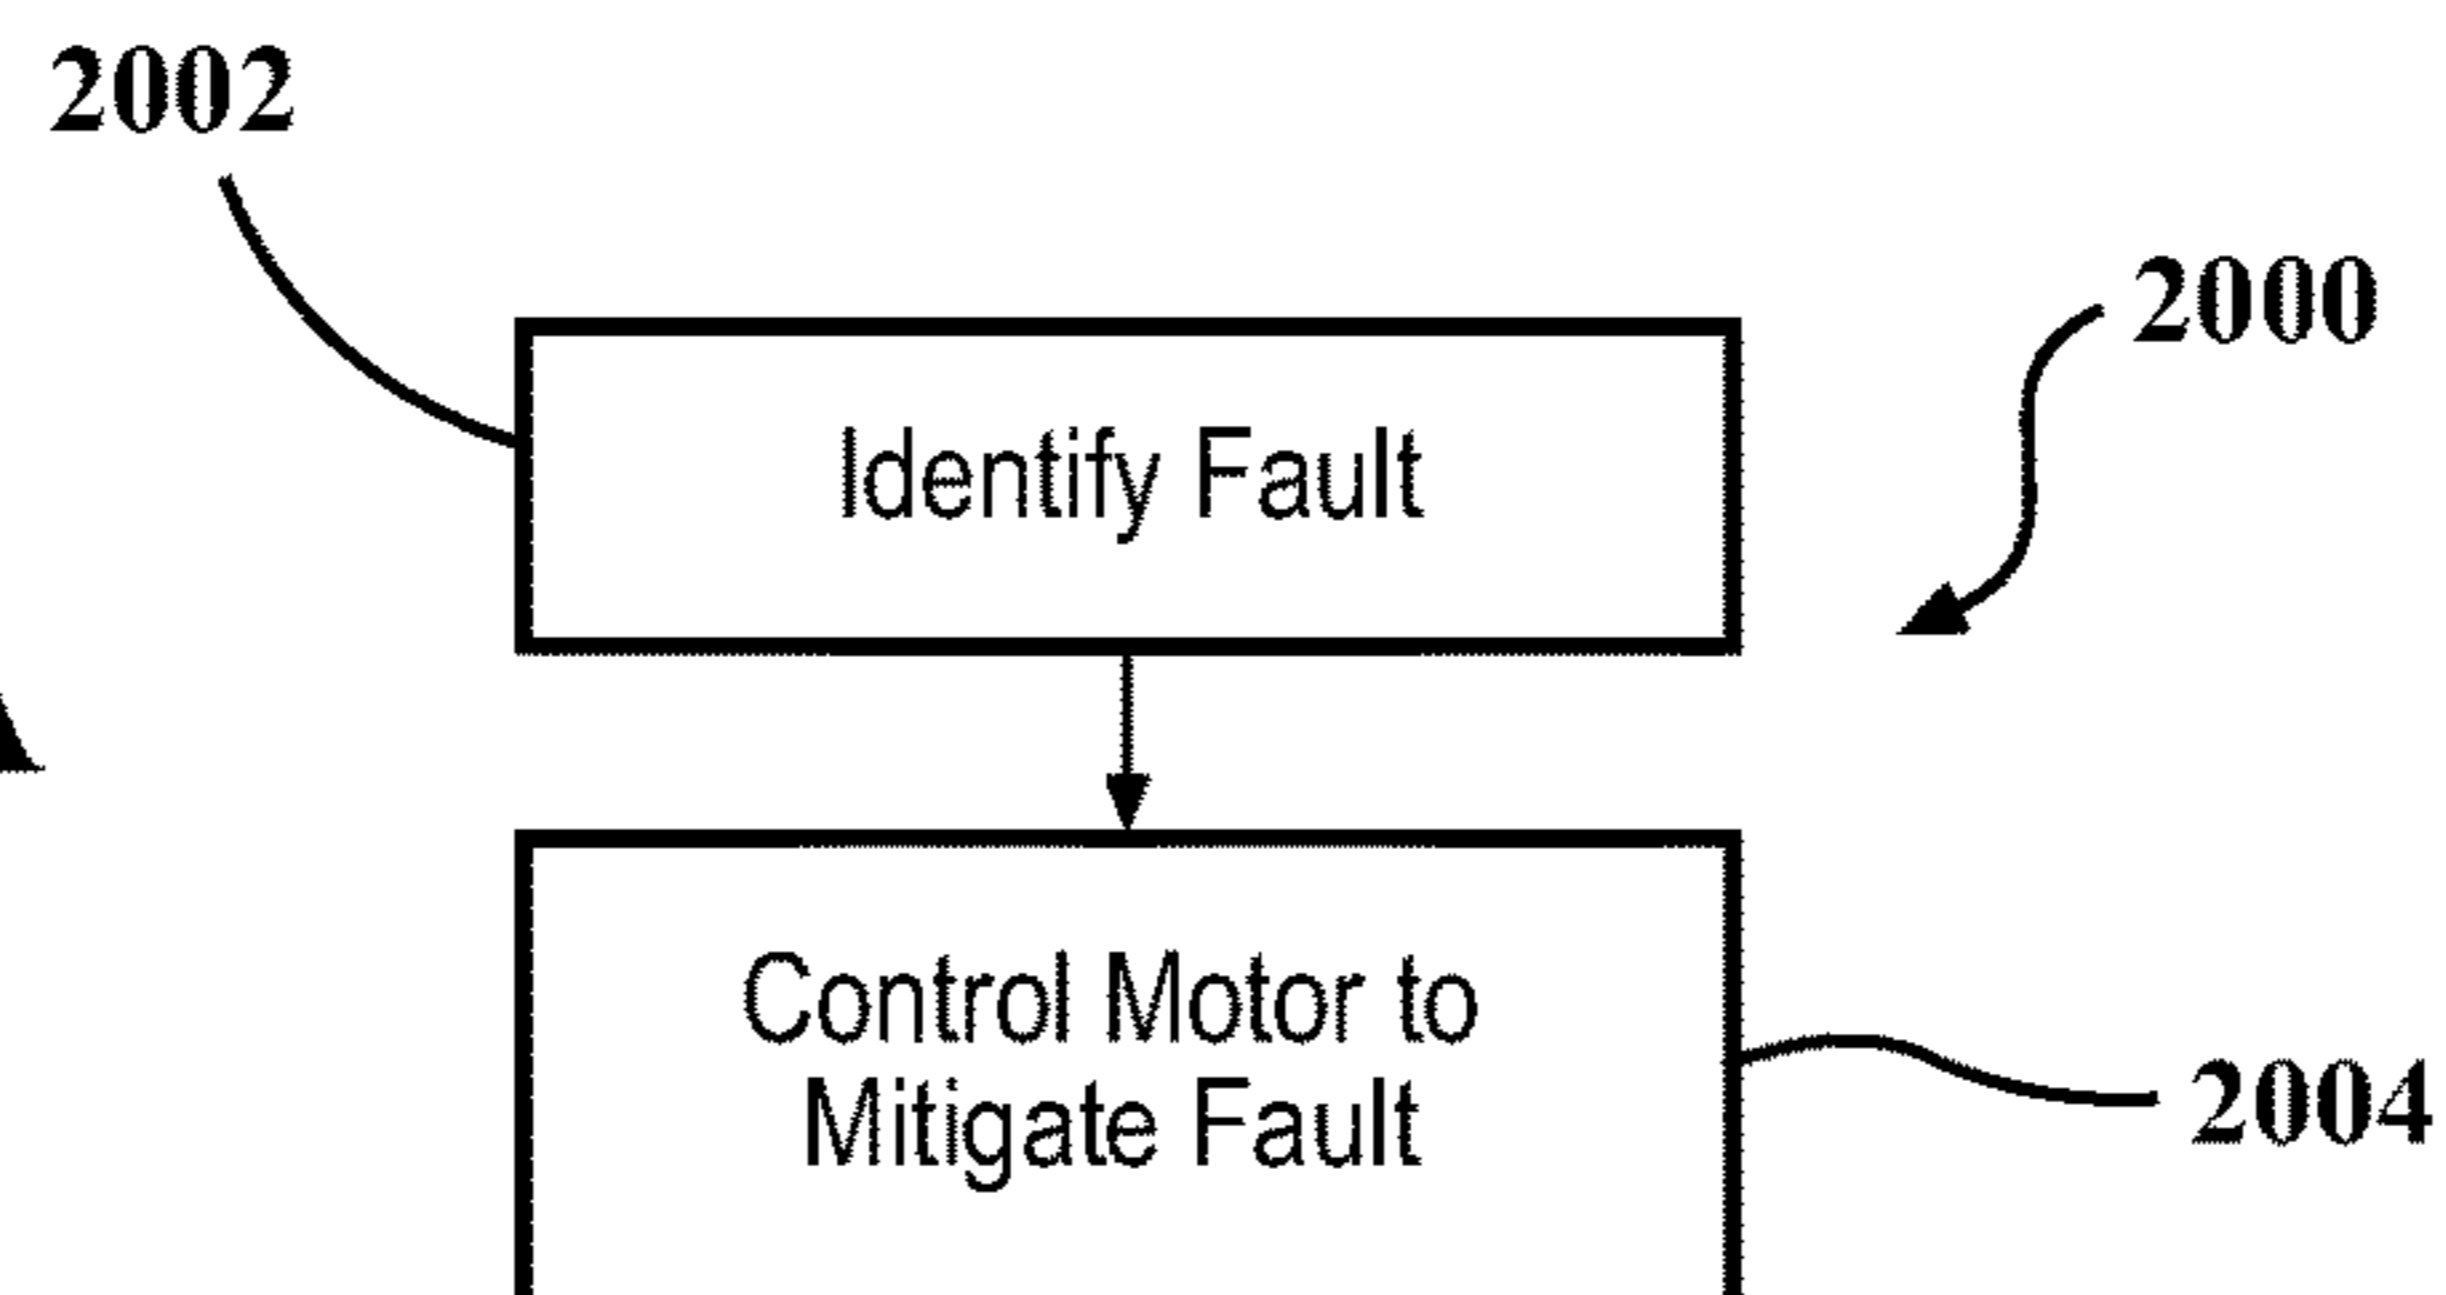 2002
2000
Identify Fault
Control Motor to
Mitigate Fault
2004